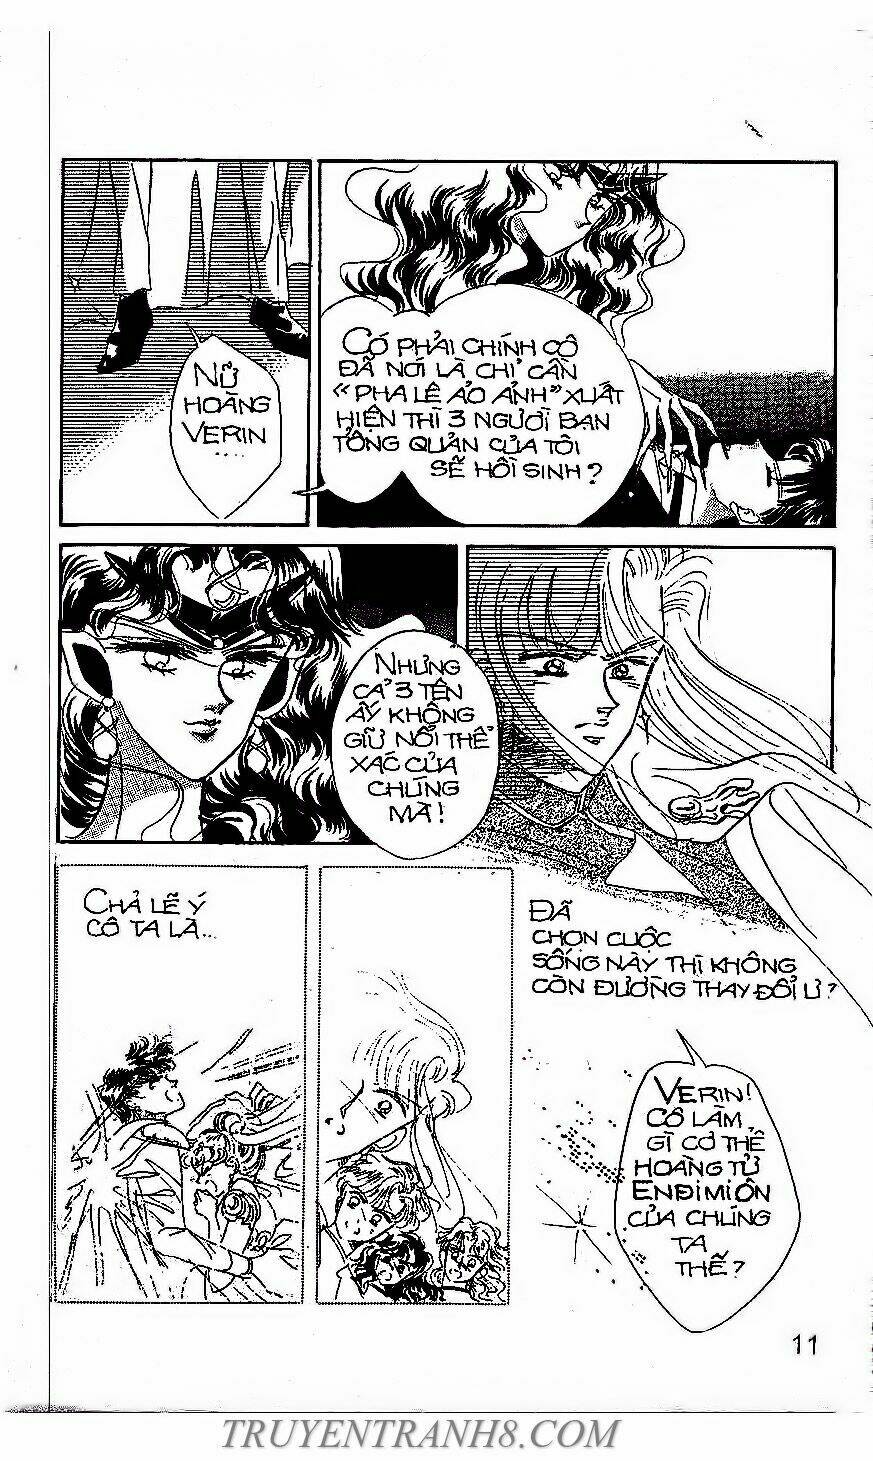 NỮ
HOÀNG
VERIN
....
CÓ PHẢI CHÍNH CÔ
ĐÃ NÓI LÀ CHỈ CẦN
“PHA LÊ ẢO ẢNH” XUẤT
HIỆN THÌ 3 NGƯƠÌ BẠN
TỔNG QUẢN CỦA TÔI
SẼ HỒI SINH?
NHƯNG
CẢ 3 TÊN
ẤY KHÔNG
GIỮ NỔI THỂ
XÁC CỦA
CHÚNG
MÀ!
CHẢ LẼ Ý
CÔ TA LÀ...
ĐÃ
CHỌN CUỘC
SỐNG NÀY THÌ KHÔNG
CÒN ĐƯỜNG THAY ĐỔI Ư?
VERIN!
CÔ LÀM
GÌ CƠ THỂ
HOÀNG TỬ
ENĐIMIÔN
CỦA CHÚNG
TA
THẾ?
11
TRUYENTRANH8.COM